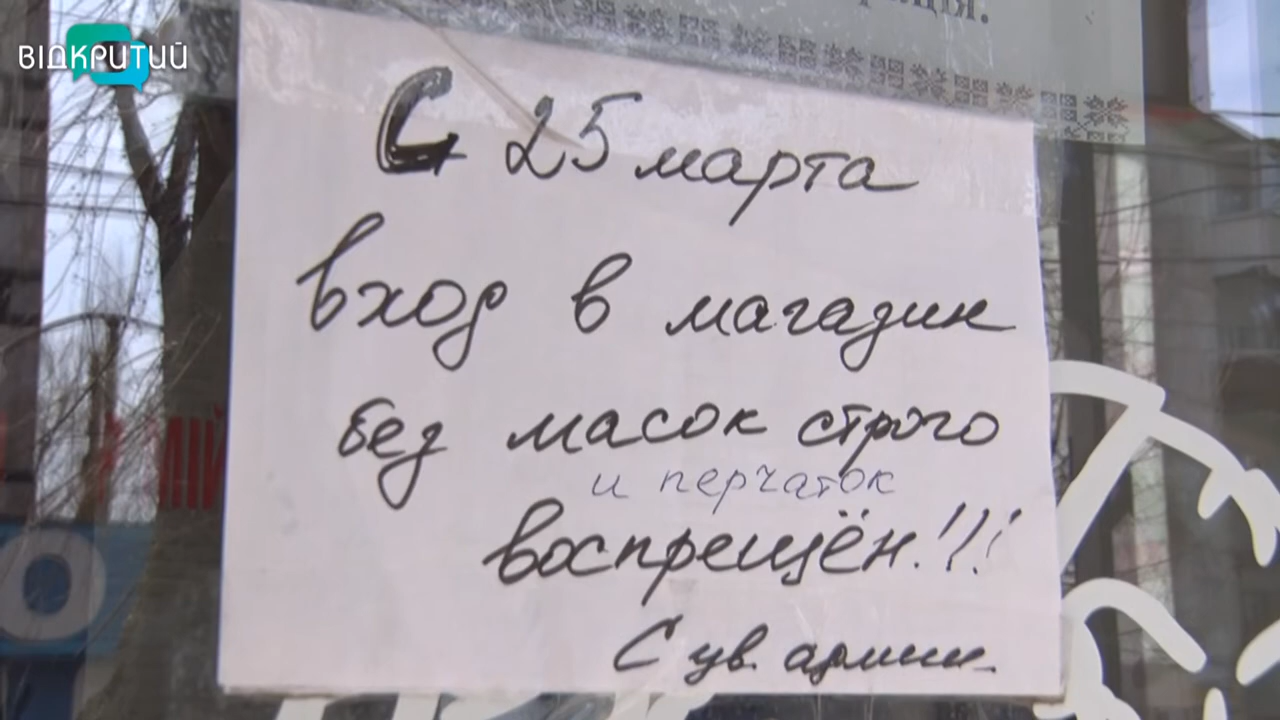 ВІДКРИТИЙ
С 25 марта
вход в магазин
без масок строго
и перчаток
воспрещён!!!
С ув. админ.